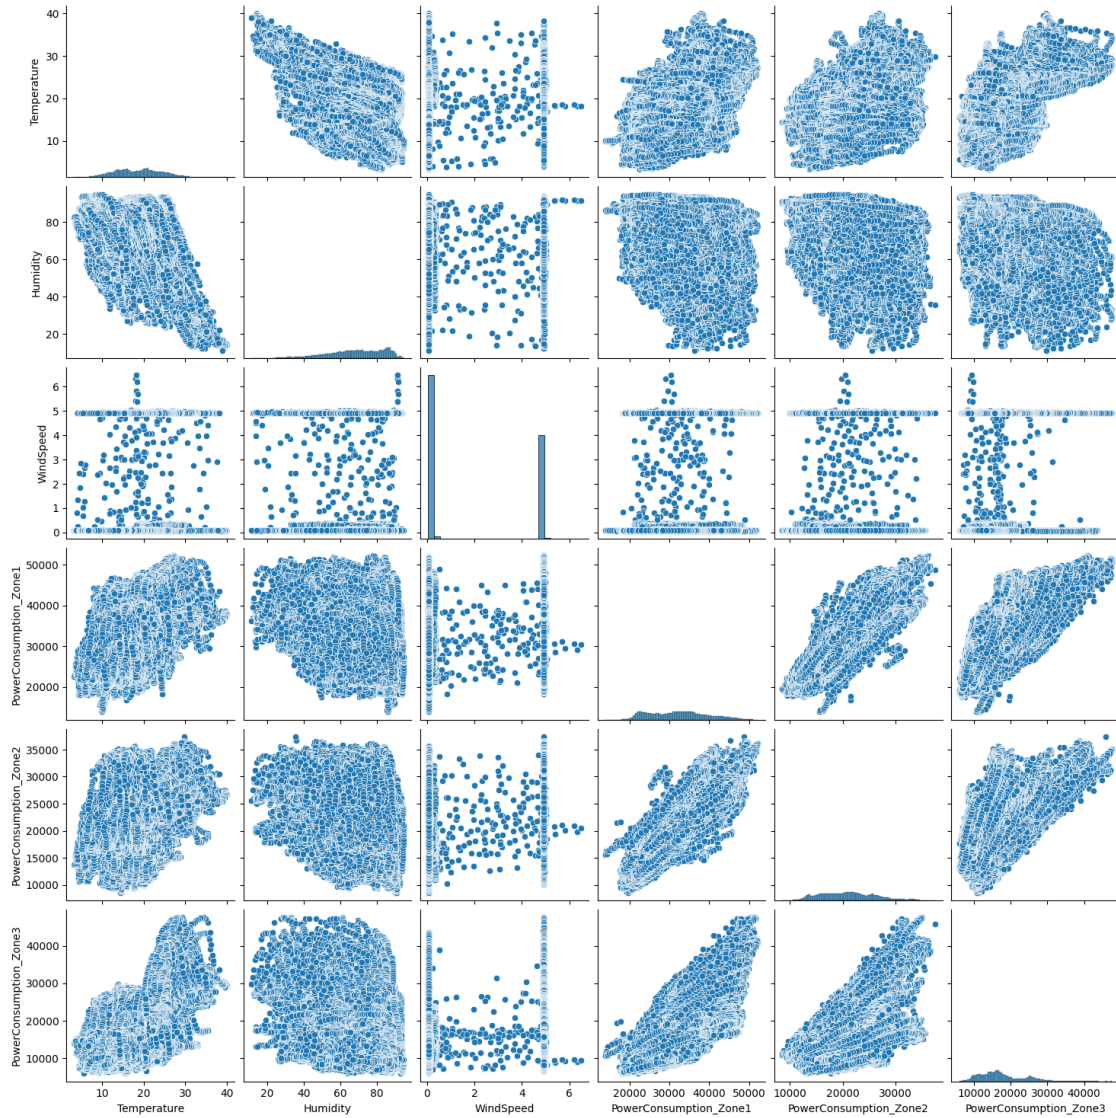 40
30
20
10
Temperature
80
60
40
20
Humidity
6
5
4
3
2
1
0
WindSpeed
50000
40000
30000
20000
PowerConsumption_Zone1
35000
30000
25000
20000
15000
10000
PowerConsumption_Zone2
40000
30000
20000
10000
PowerConsumption_Zone3
10 20 30 40
20 40 60 80
0 2 4 6
20000 30000 40000 50000
10000 20000 30000
10000 20000 30000 40000
Temperature
Humidity
WindSpeed
PowerConsumption_Zone1
PowerConsumption_Zone2
PowerConsumption_Zone3